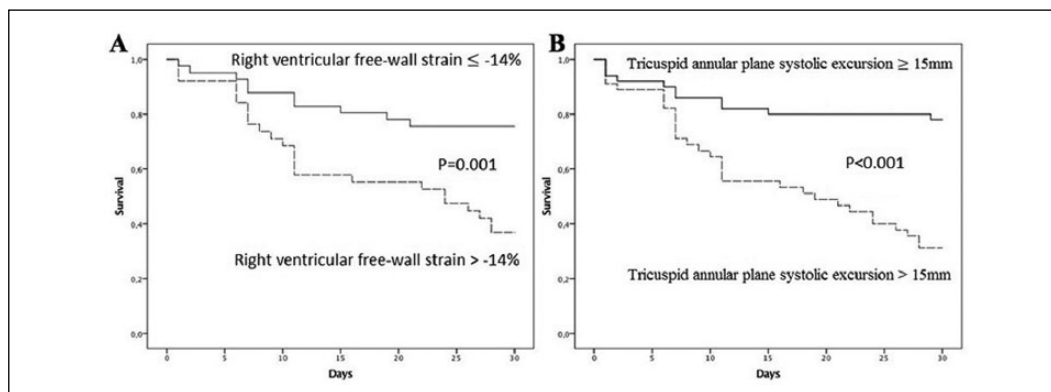 A
Right ventricular free-wall strain ≤ -14%
1,0
0,8
0,6
0,4
0,2
0,0
Survival
P=0.001
Right ventricular free-wall strain > -14%
0 5 10 15 20 25 30
Days
B
Tricuspid annular plane systolic excursion ≥ 15mm
1,0
0,8
0,6
0,4
0,2
0,0
Survival
P<0.001
Tricuspid annular plane systolic excursion > 15mm
0 5 10 15 20 25 30
Days